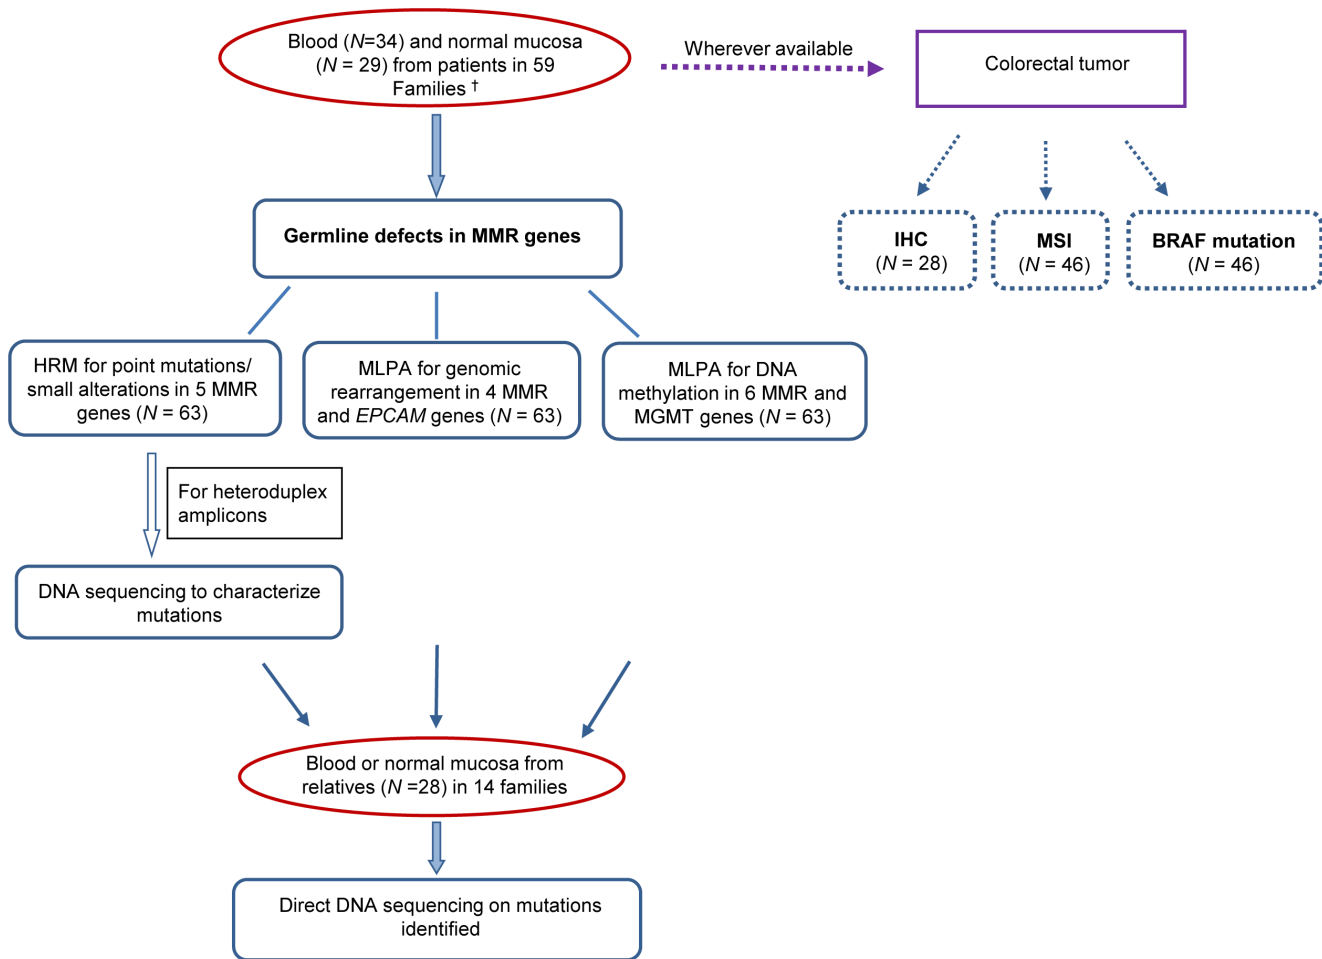 Blood (N=34) and normal mucosa
(N = 29) from patients in 59
Families †
Wherever available
Colorectal tumor
IHC
(N = 28)
MSI
(N = 46)
BRAF mutation
(N = 46)
Germline defects in MMR genes
HRM for point mutations/
small alterations in 5 MMR
genes (N = 63)
MLPA for genomic
rearrangement in 4 MMR
and EPCAM genes (N = 63)
MLPA for DNA
methylation in 6 MMR and
MGMT genes (N = 63)
For heteroduplex
amplicons
DNA sequencing to characterize
mutations
Blood or normal mucosa from
relatives (N =28) in 14 families
Direct DNA sequencing on mutations
identified